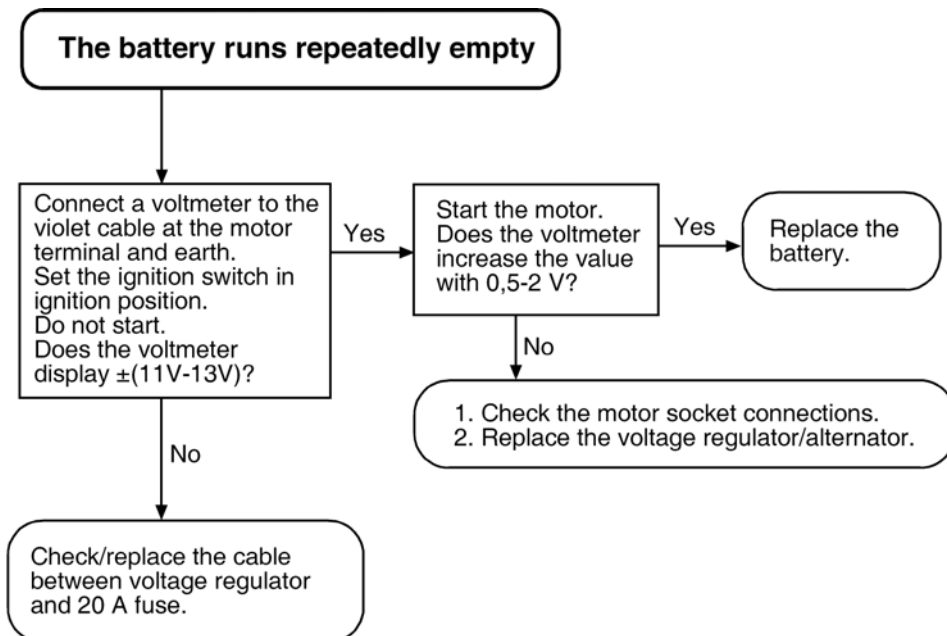 The battery runs repeatedly empty
Connect a voltmeter to the
violet cable at the motor
terminal and earth.
Set the ignition switch in
ignition position.
Do not start.
Does the voltmeter
display ±(11V-13V)?
Yes
Start the motor.
Does the voltmeter
increase the value
with 0,5-2 V?
Yes
Replace the
battery.
No
1. Check the motor socket connections.
2. Replace the voltage regulator/alternator.
No
Check/replace the cable
between voltage regulator
and 20 A fuse.